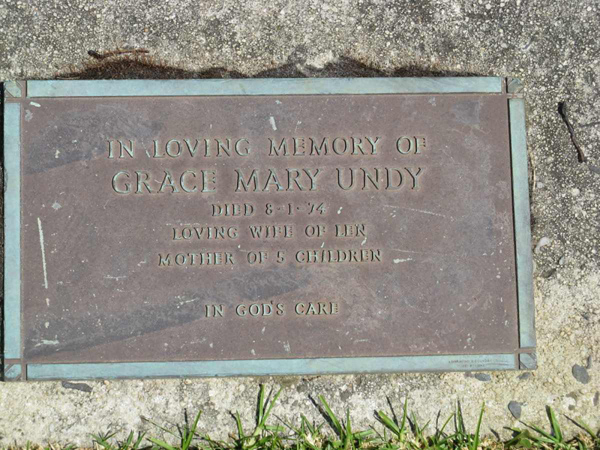 IN LOVING MEMORY OF
GRACE MARY UNDY
DIED 8-1-74
LOVING WIFE OF LEN
MOTHER OF 5 CHILDREN
IN GOD'S CARE